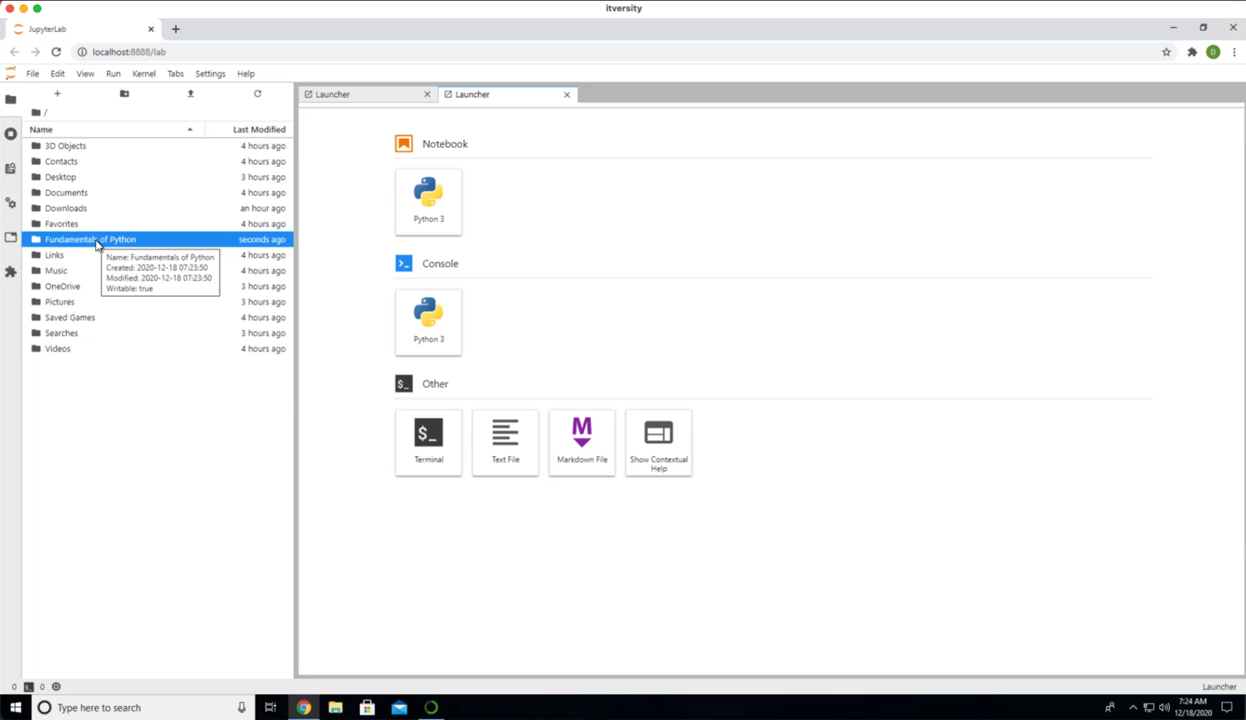 itversity
JupyterLab
localhost:8888/lab
D
File Edit View Run Kernel Tabs Settings Help
Launcher
Launcher
/
Name Last Modified
3D Objects 4 hours ago
Contacts 4 hours ago
Desktop 3 hours ago
Documents 4 hours ago
Downloads an hour ago
Favorites 4 hours ago
Fundamentals of Python seconds ago
Links 4 hours ago
Music 4 hours ago
OneDrive 3 hours ago
Pictures 3 hours ago
Saved Games 4 hours ago
Searches 3 hours ago
Videos 4 hours ago
Name: Fundamentals of Python
Created: 2020-12-18 07:23:50
Modified: 2020-12-18 07:23:50
Writable: true
Notebook
Python 3
Console
Python 3
$_ Other
$_
Terminal
Text File
M
Markdown File
Show Contextual
Help
0 0
Launcher
Type here to search
7:24 AM
12/18/2020